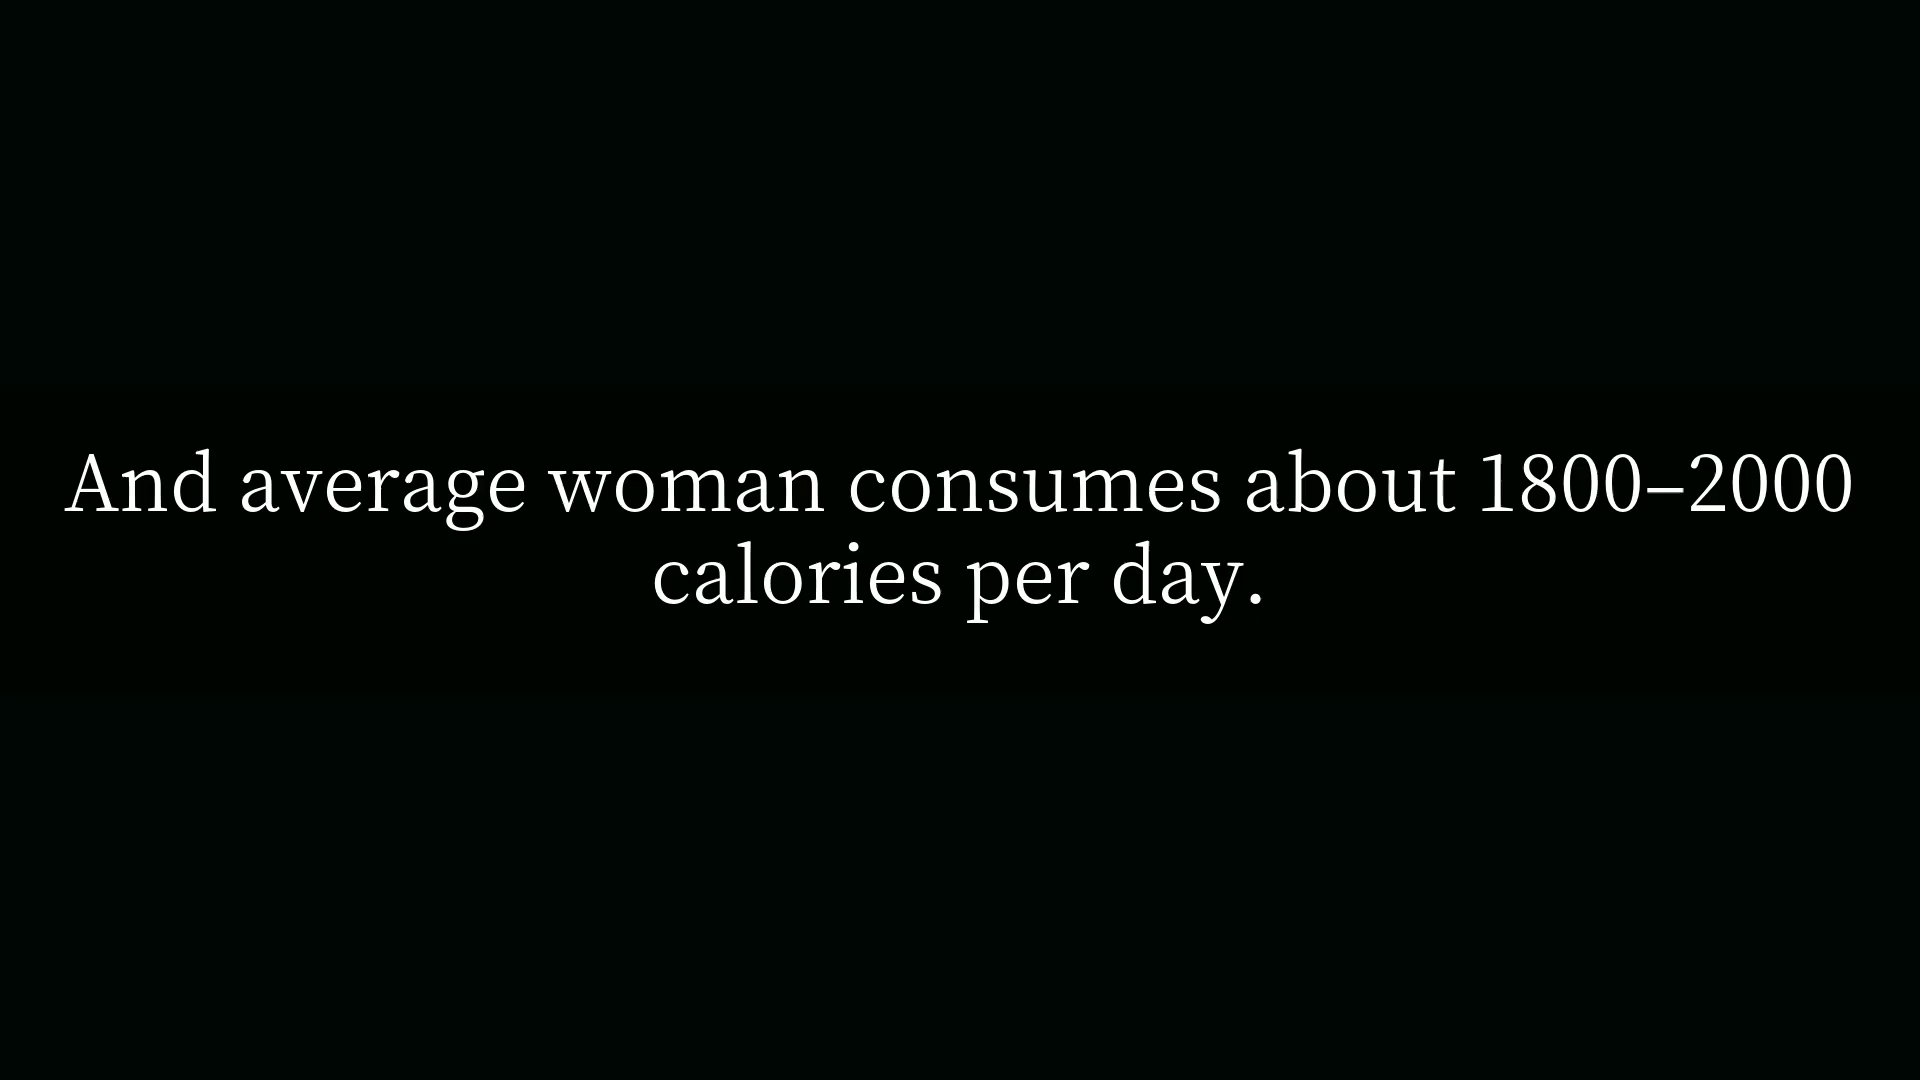 And average woman consumes about 1800–2000
calories per day.